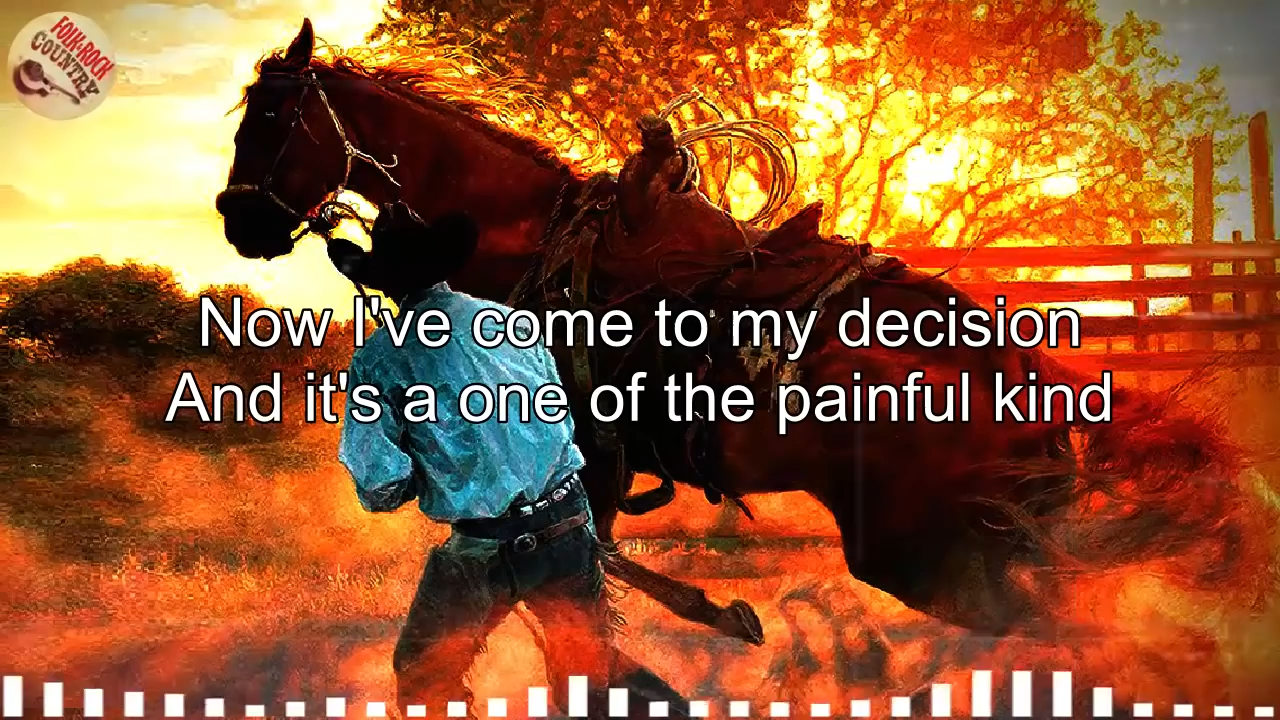 FOLK & ROCK
COUNTRY
Now I've come to my decision
And it's a one of the painful kind